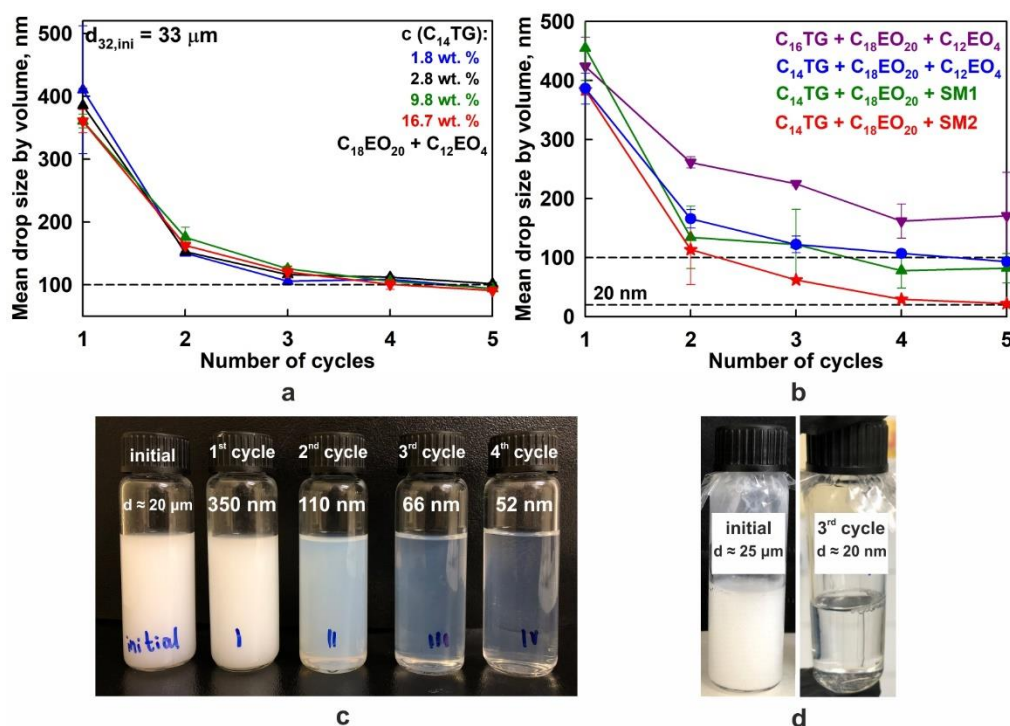 d32,ini = 33 μm
c (C14TG):
1.8 wt. %
2.8 wt. %
9.8 wt. %
16.7 wt. %
C18EO20 + C12EO4
Mean drop size by volume, nm
500
400
300
200
100
1 2 3 4 5
Number of cycles
a
C16TG + C18EO20 + C12EO4
C14TG + C18EO20 + C12EO4
C14TG + C18EO20 + SM1
C14TG + C18EO20 + SM2
Mean drop size by volume, nm
500
400
300
200
100
0
20 nm
1 2 3 4 5
Number of cycles
b
initial
d ≈ 20 μm
initial
1st cycle
350 nm
I
2nd cycle
110 nm
II
3rd cycle
66 nm
III
4th cycle
52 nm
IV
c
initial
d ≈ 25 μm
3rd cycle
d ≈ 20 nm
d